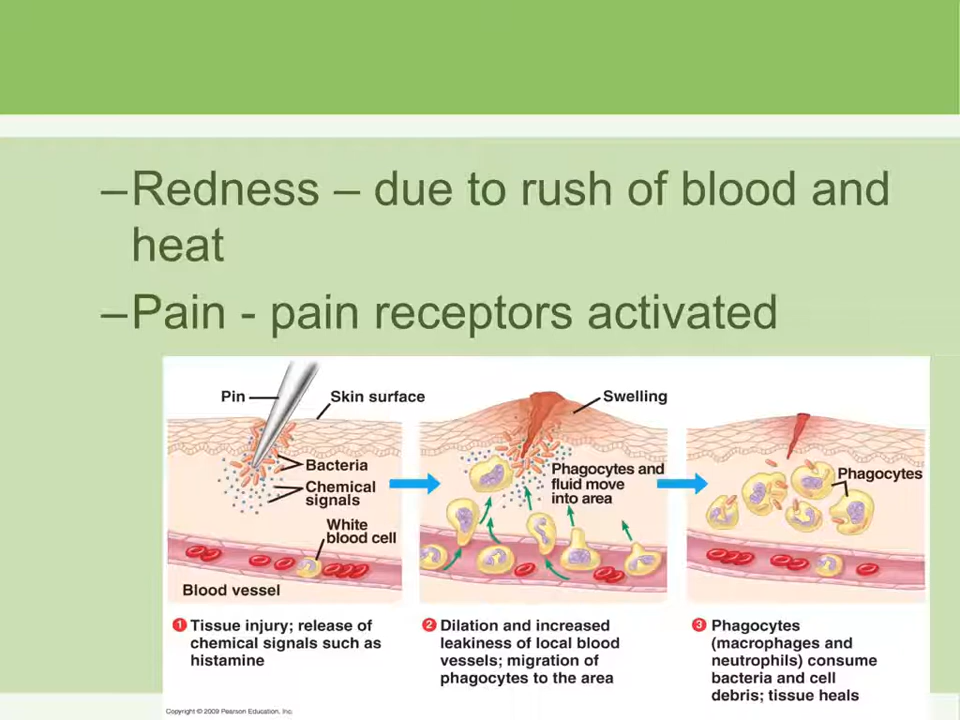 –Redness – due to rush of blood and
heat
–Pain - pain receptors activated
Pin
Skin surface
Bacteria
Chemical
signals
White
blood cell
Blood vessel
Swelling
Phagocytes and
fluid move
into area
Phagocytes
1 Tissue injury; release of
chemical signals such as
histamine
2 Dilation and increased
leakiness of local blood
vessels; migration of
phagocytes to the area
3 Phagocytes
(macrophages and
neutrophils) consume
bacteria and cell
debris; tissue heals
Copyright © 2009 Pearson Education, Inc.